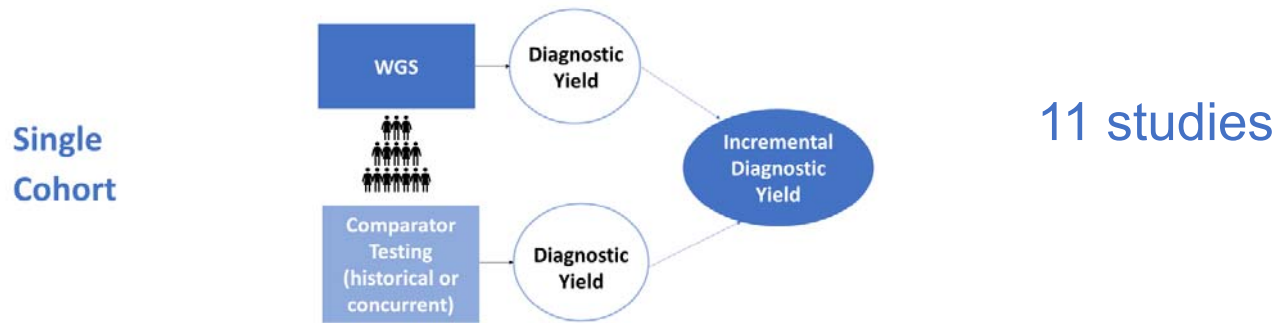 Single
Cohort
WGS
Diagnostic
Yield
Comparator
Testing
(historical or
concurrent)
Diagnostic
Yield
Incremental
Diagnostic
Yield
11 studies